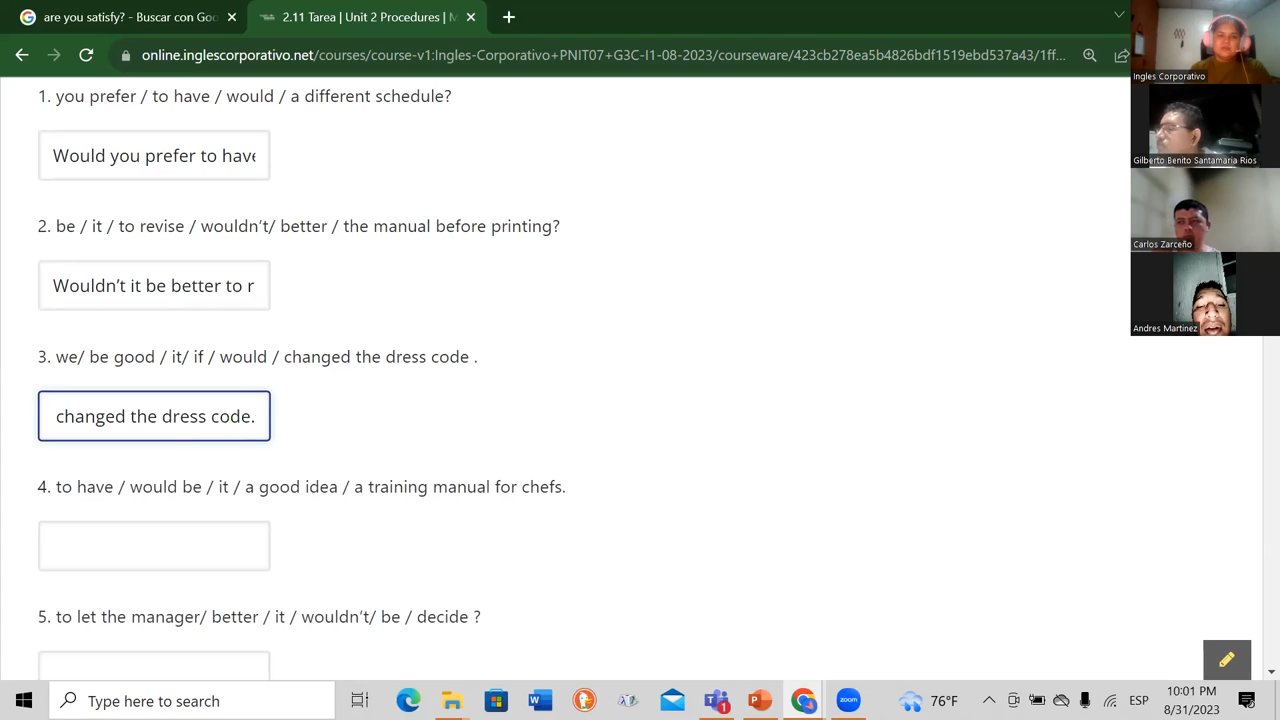 are you satisfy? - Buscar con Goo
2.11 Tarea | Unit 2 Procedures | M
online.inglescorporativo.net/courses/course-v1:Ingles-Corporativo+PNIT07+G3C-I1-08-2023/courseware/423cb278ea5b4826bdf1519ebd537a43/1ff...
Ingles Corporativo
1. you prefer / to have / would / a different schedule?
Would you prefer to have
Gilberto Benito Santamaria Rios
2. be / it / to revise / wouldn’t/ better / the manual before printing?
Carlos Zarceño
Wouldn’t it be better to r
Andres Martinez
3. we/ be good / it/ if / would / changed the dress code .
changed the dress code.
4. to have / would be / it / a good idea / a training manual for chefs.
5. to let the manager/ better / it / wouldn’t/ be / decide ?
Type here to search
1
zoom
76°F
ESP
10:01 PM
8/31/2023